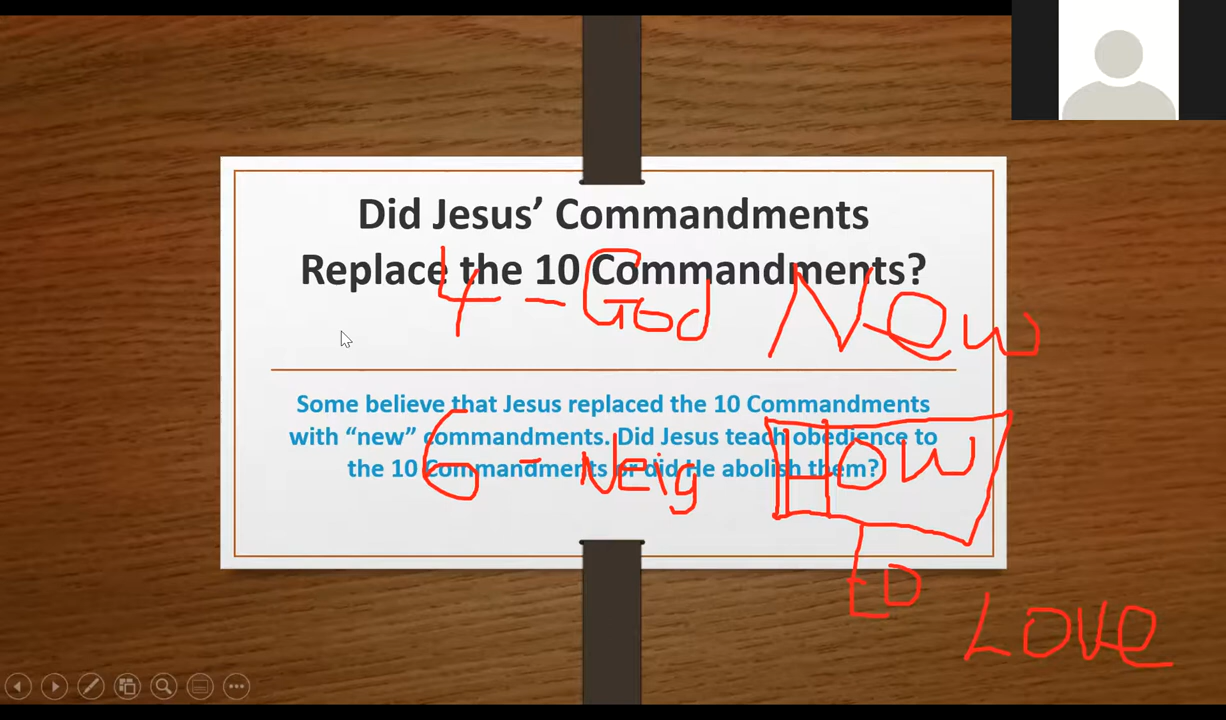 Did Jesus’ Commandments
Replace the 10 Commandments?
4 - God
New
Some believe that Jesus replaced the 10 Commandments
with “new” commandments. Did Jesus teach obedience to
the 10 Commandments or did He abolish them?
6 - Neig
How
to
Love